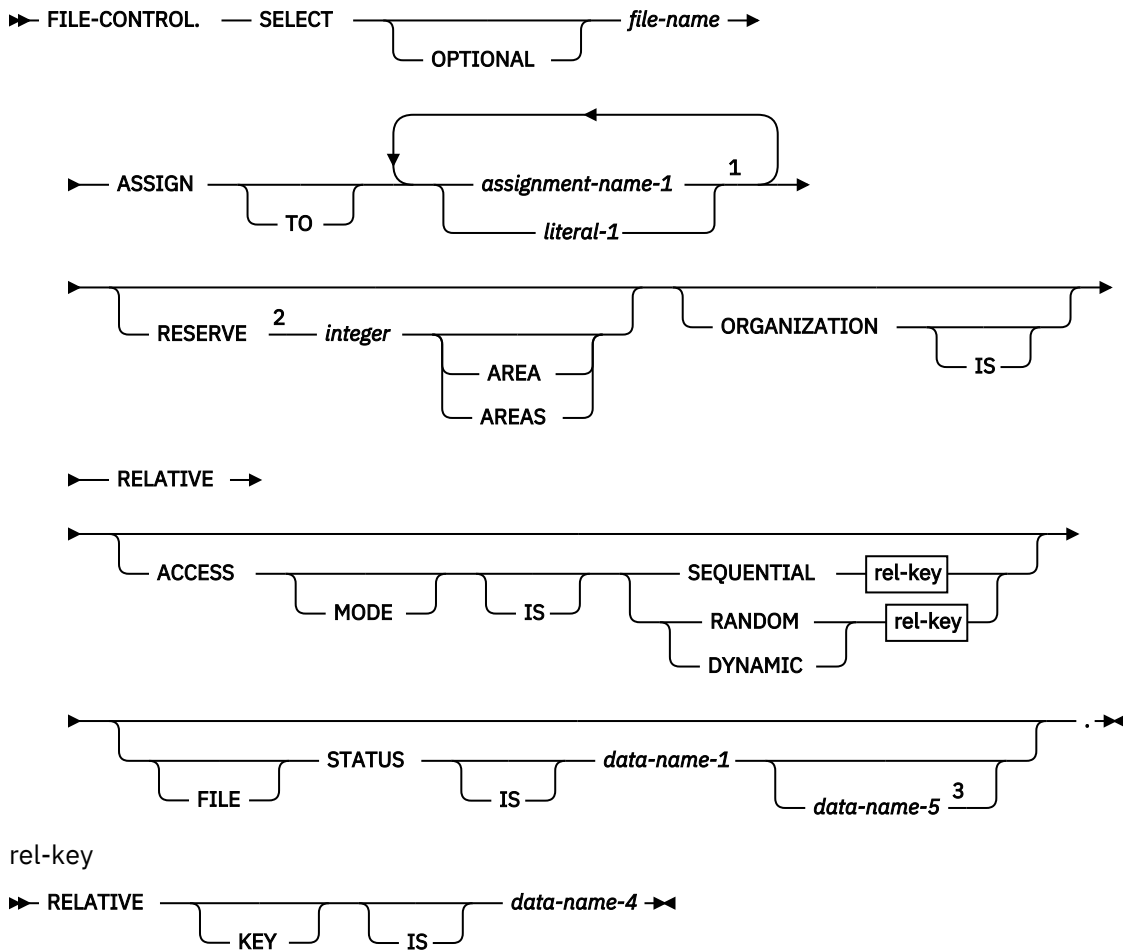 FILE-CONTROL. SELECT file-name
OPTIONAL
ASSIGN assignment-name-1 1
TO literal-1
RESERVE 2 integer ORGANIZATION
AREA IS
AREAS
RELATIVE
ACCESS SEQUENTIAL rel-key
MODE IS RANDOM rel-key
DYNAMIC
STATUS data-name-1 .
FILE IS data-name-5 3
rel-key
RELATIVE data-name-4
KEY IS